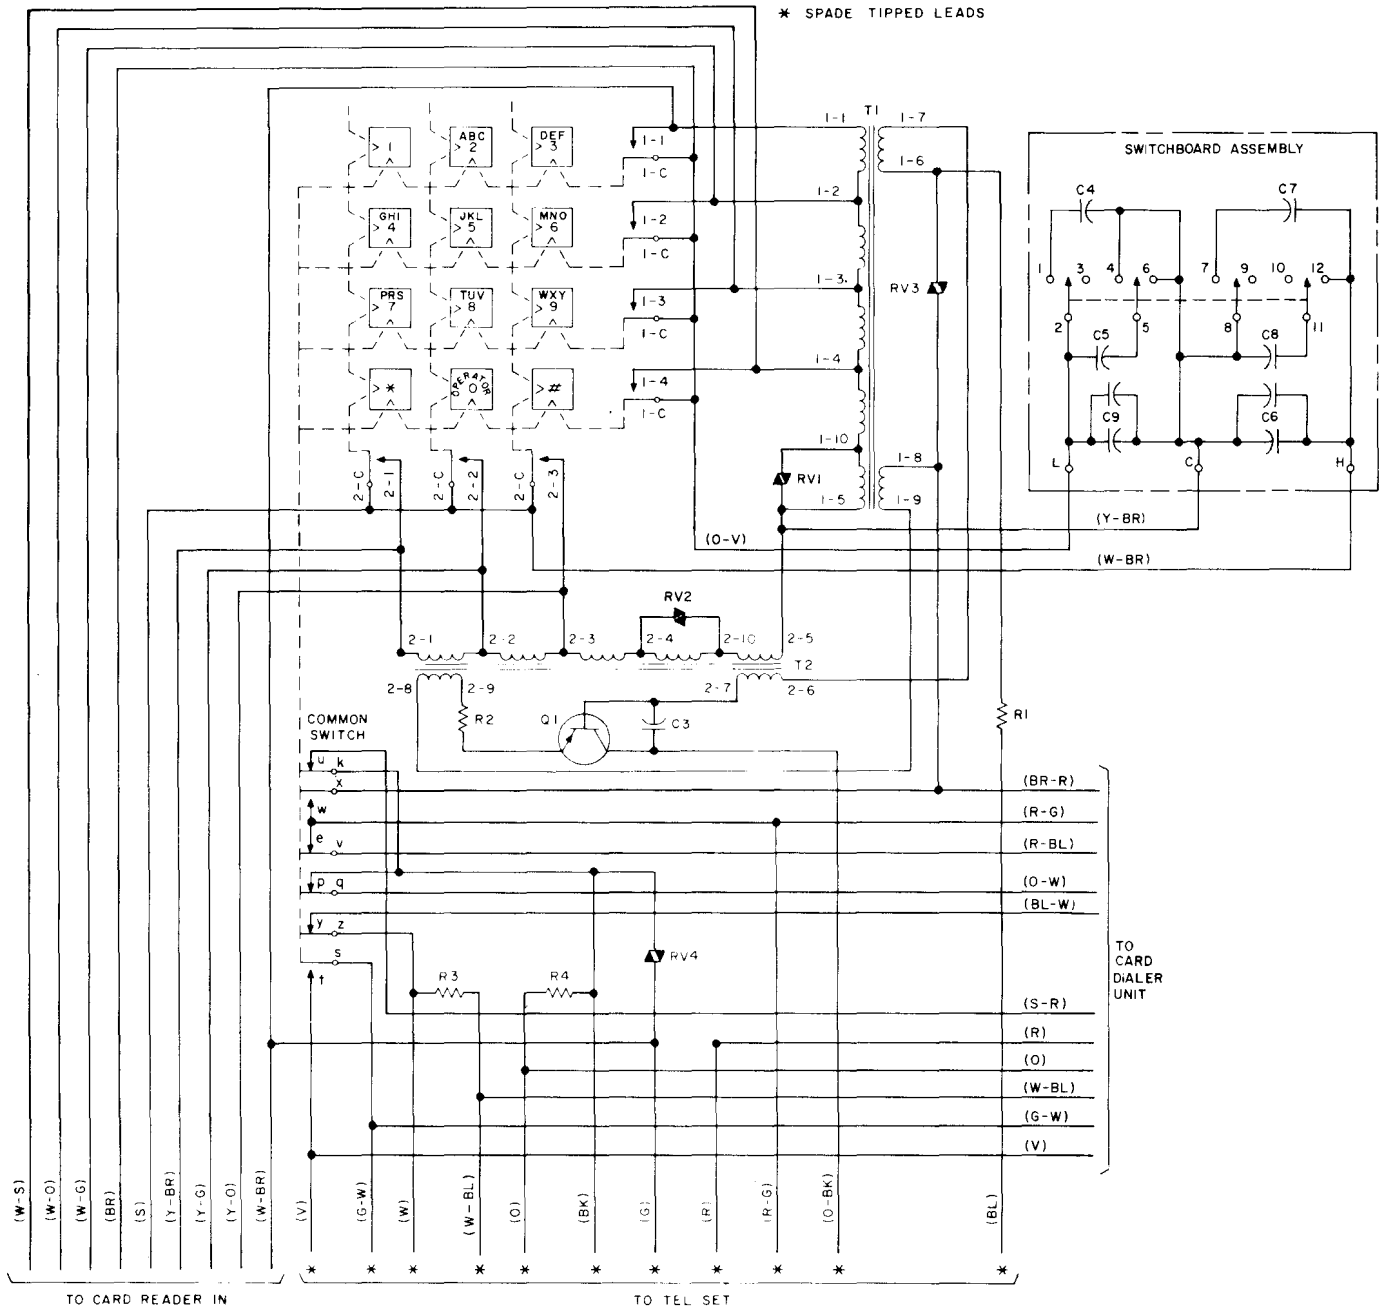 * SPADE TIPPED LEADS
T1
1-1
1-7
1
ABC
2
DEF
3
1-1
1-C
1-6
SWITCHBOARD ASSEMBLY
1-2
C4
C7
GHI
4
JKL
5
MNO
6
1-2
1-C
1 3 4 6 7 9 10 12
1-3
RV3
PRS
7
TUV
8
WXY
9
1-3
1-C
2 5 8 11
C5
C8
1-4
*
OPERATOR
0
#
1-4
1-C
C9
C6
1-10
1-8
L
C
H
2-C
2-1
2-C
2-2
2-C
2-3
RV1
1-5
1-9
(Y-BR)
(O-V)
(W-BR)
RV2
2-1
2-2
2-3
2-4
2-10
2-5
T2
2-8
2-9
2-7
2-6
R2
Q1
C3
R1
COMMON
SWITCH
u k
x
(BR-R)
w
(R-G)
e v
(R-BL)
p q
(O-W)
(BL-W)
y z
s
RV4
t
R3
R4
TO
CARD
DIALER
UNIT
(S-R)
(R)
(O)
(W-BL)
(G-W)
(V)
(W-S)
(W-O)
(W-G)
(BR)
(S)
(Y-BR)
(Y-G)
(Y-O)
(W-BR)
(V)
(G-W)
(W)
(W-BL)
(O)
(BK)
(G)
(R)
(R-G)
(O-BK)
(BL)
* * * * * * * * * * *
TO CARD READER IN
TO TEL SET